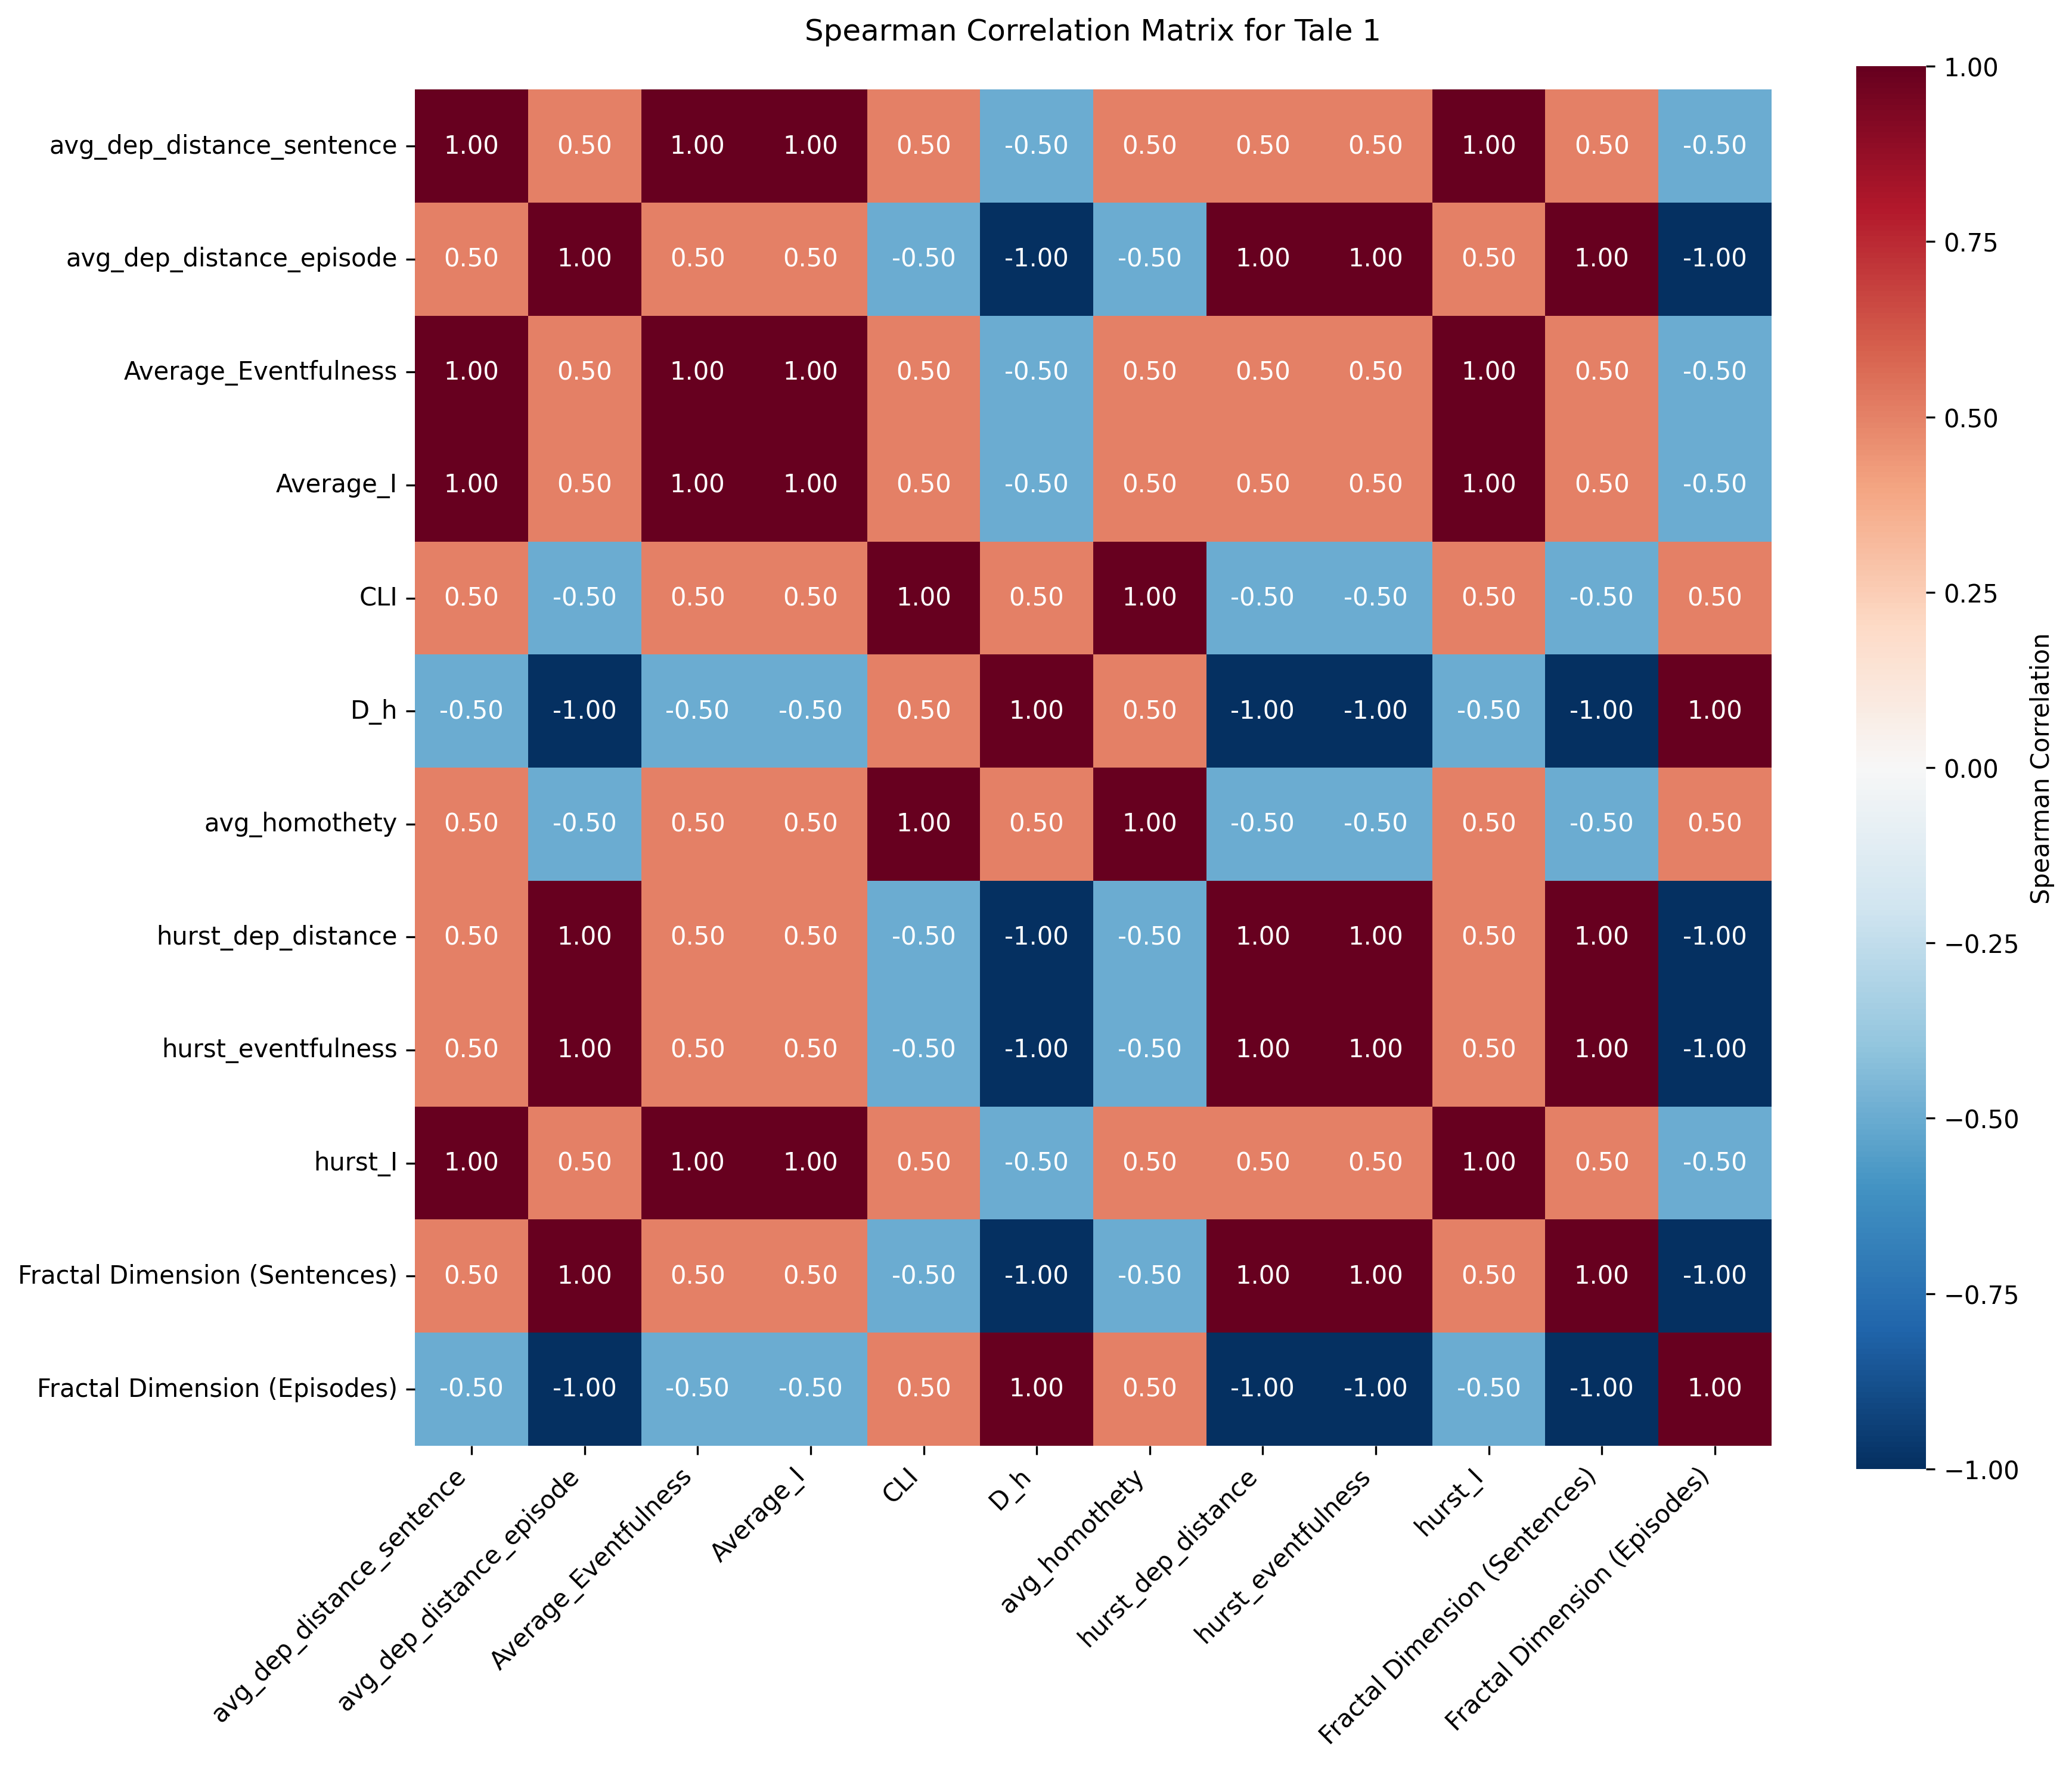 Spearman Correlation Matrix for Tale 1
avg_dep_distance_sentence 1.00 0.50 1.00 1.00 0.50 -0.50 0.50 0.50 0.50 1.00 0.50 -0.50
avg_dep_distance_episode 0.50 1.00 0.50 0.50 -0.50 -1.00 -0.50 1.00 1.00 0.50 1.00 -1.00
Average_Eventfulness 1.00 0.50 1.00 1.00 0.50 -0.50 0.50 0.50 0.50 1.00 0.50 -0.50
Average_I 1.00 0.50 1.00 1.00 0.50 -0.50 0.50 0.50 0.50 1.00 0.50 -0.50
CLI 0.50 -0.50 0.50 0.50 1.00 0.50 1.00 -0.50 -0.50 0.50 -0.50 0.50
D_h -0.50 -1.00 -0.50 -0.50 0.50 1.00 0.50 -1.00 -1.00 -0.50 -1.00 1.00
avg_homothety 0.50 -0.50 0.50 0.50 1.00 0.50 1.00 -0.50 -0.50 0.50 -0.50 0.50
hurst_dep_distance 0.50 1.00 0.50 0.50 -0.50 -1.00 -0.50 1.00 1.00 0.50 1.00 -1.00
hurst_eventfulness 0.50 1.00 0.50 0.50 -0.50 -1.00 -0.50 1.00 1.00 0.50 1.00 -1.00
hurst_I 1.00 0.50 1.00 1.00 0.50 -0.50 0.50 0.50 0.50 1.00 0.50 -0.50
Fractal Dimension (Sentences) 0.50 1.00 0.50 0.50 -0.50 -1.00 -0.50 1.00 1.00 0.50 1.00 -1.00
Fractal Dimension (Episodes) -0.50 -1.00 -0.50 -0.50 0.50 1.00 0.50 -1.00 -1.00 -0.50 -1.00 1.00
avg_dep_distance_sentence
avg_dep_distance_episode
Average_Eventfulness
Average_I
CLI
D_h
avg_homothety
hurst_dep_distance
hurst_eventfulness
hurst_I
Fractal Dimension (Sentences)
Fractal Dimension (Episodes)
1.00
0.75
0.50
0.25
0.00
−0.25
−0.50
−0.75
−1.00
Spearman Correlation